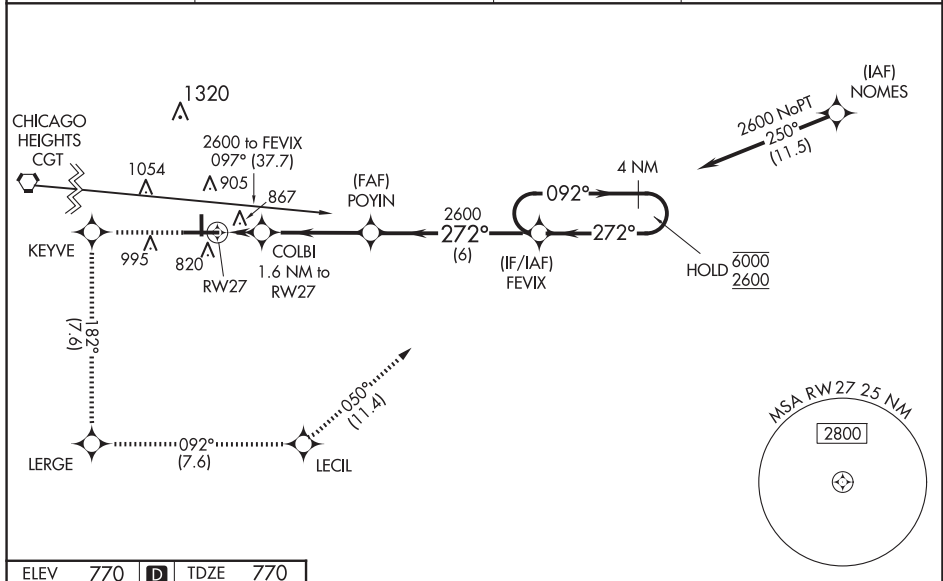 1320
(IAF)
NOMES
CHICAGO
HEIGHTS
CGT
2600 NoPT
250°
(11.5)
2600 to FEVIX
097° (37.7)
1054
905
867
(FAF)
POYIN
4 NM
092°
KEYVE
995
820
RW27
COLBI
1.6 NM to
RW27
2600
272°
(6)
(IF/IAF)
FEVIX
272°
HOLD 6000
2600
182°
(7.6)
050°
(11.4)
LERGE
092°
(7.6)
LECIL
MSA RW27 25 NM
2800
ELEV 770 D TDZE 770